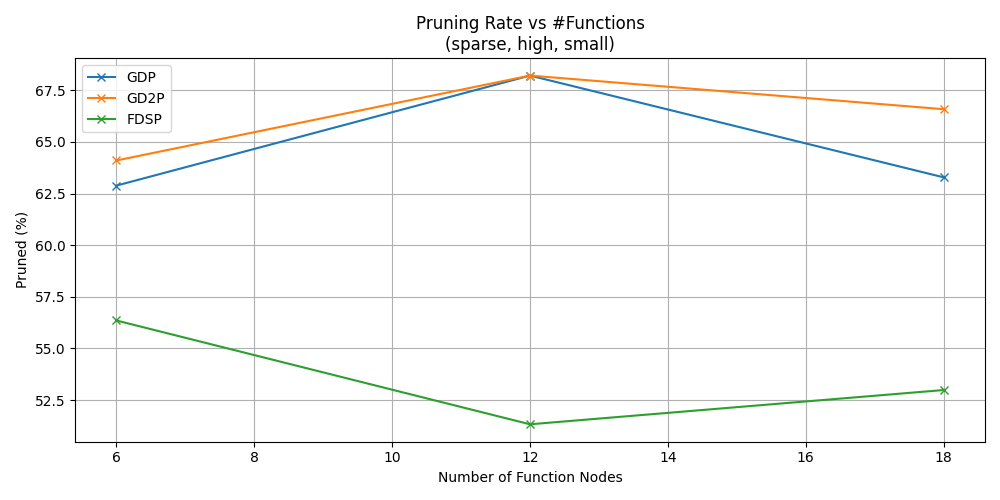 Pruning Rate vs #Functions
(sparse, high, small)
GDP
GD2P
FDSP
67.5
65.0
62.5
60.0
57.5
55.0
52.5
Pruned (%)
6 8 10 12 14 16 18
Number of Function Nodes